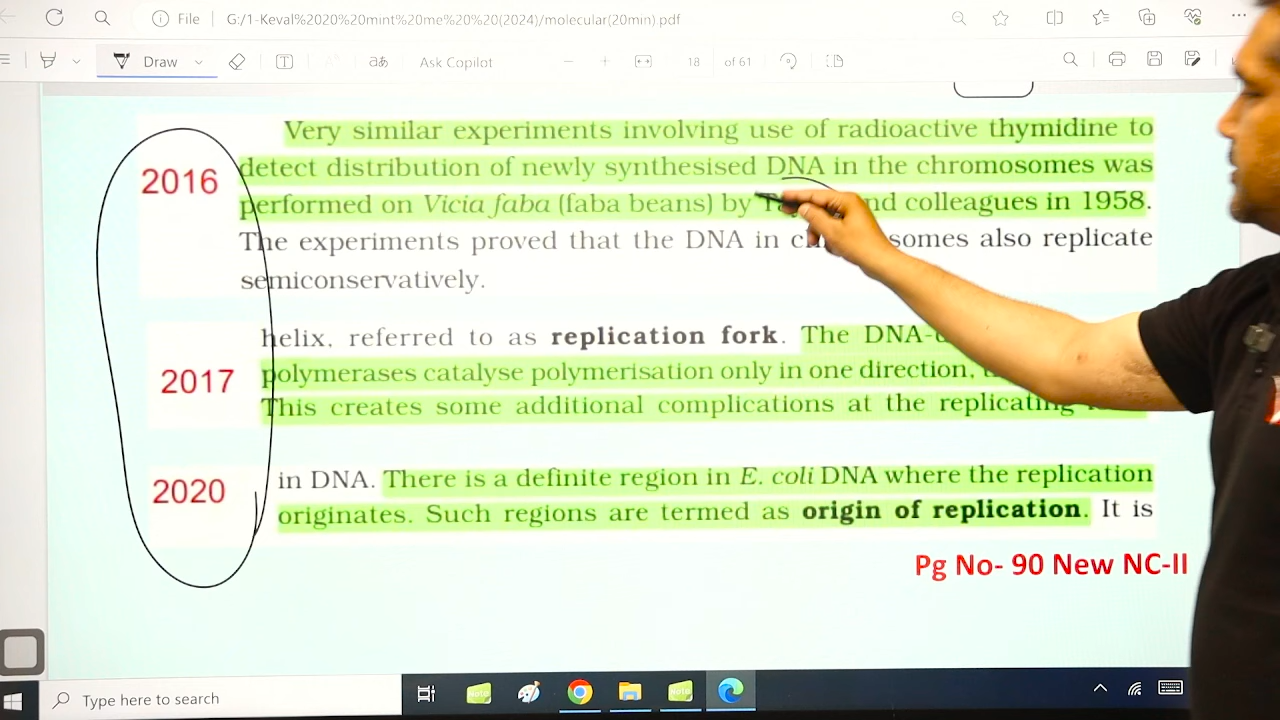 File G:/1-Keval%2020%20mint%20me%20%20(2024)/molecular(20min).pdf
Draw T aあ Ask Copilot 18 of 61
Very similar experiments involving use of radioactive thymidine to
2016 detect distribution of newly synthesised DNA in the chromosomes was
performed on Vicia faba (faba beans) by and colleagues in 1958.
The experiments proved that the DNA in also replicate
semiconservatively.
helix, referred to as replication fork. The
2017 polymerases catalyse polymerisation only in one direction,
This creates some additional complications at the replicating
2020 in DNA. There is a definite region in E. coli DNA where the replication
originates. Such regions are termed as origin of replication. It is
Pg No- 90 New NC-II
Type here to search